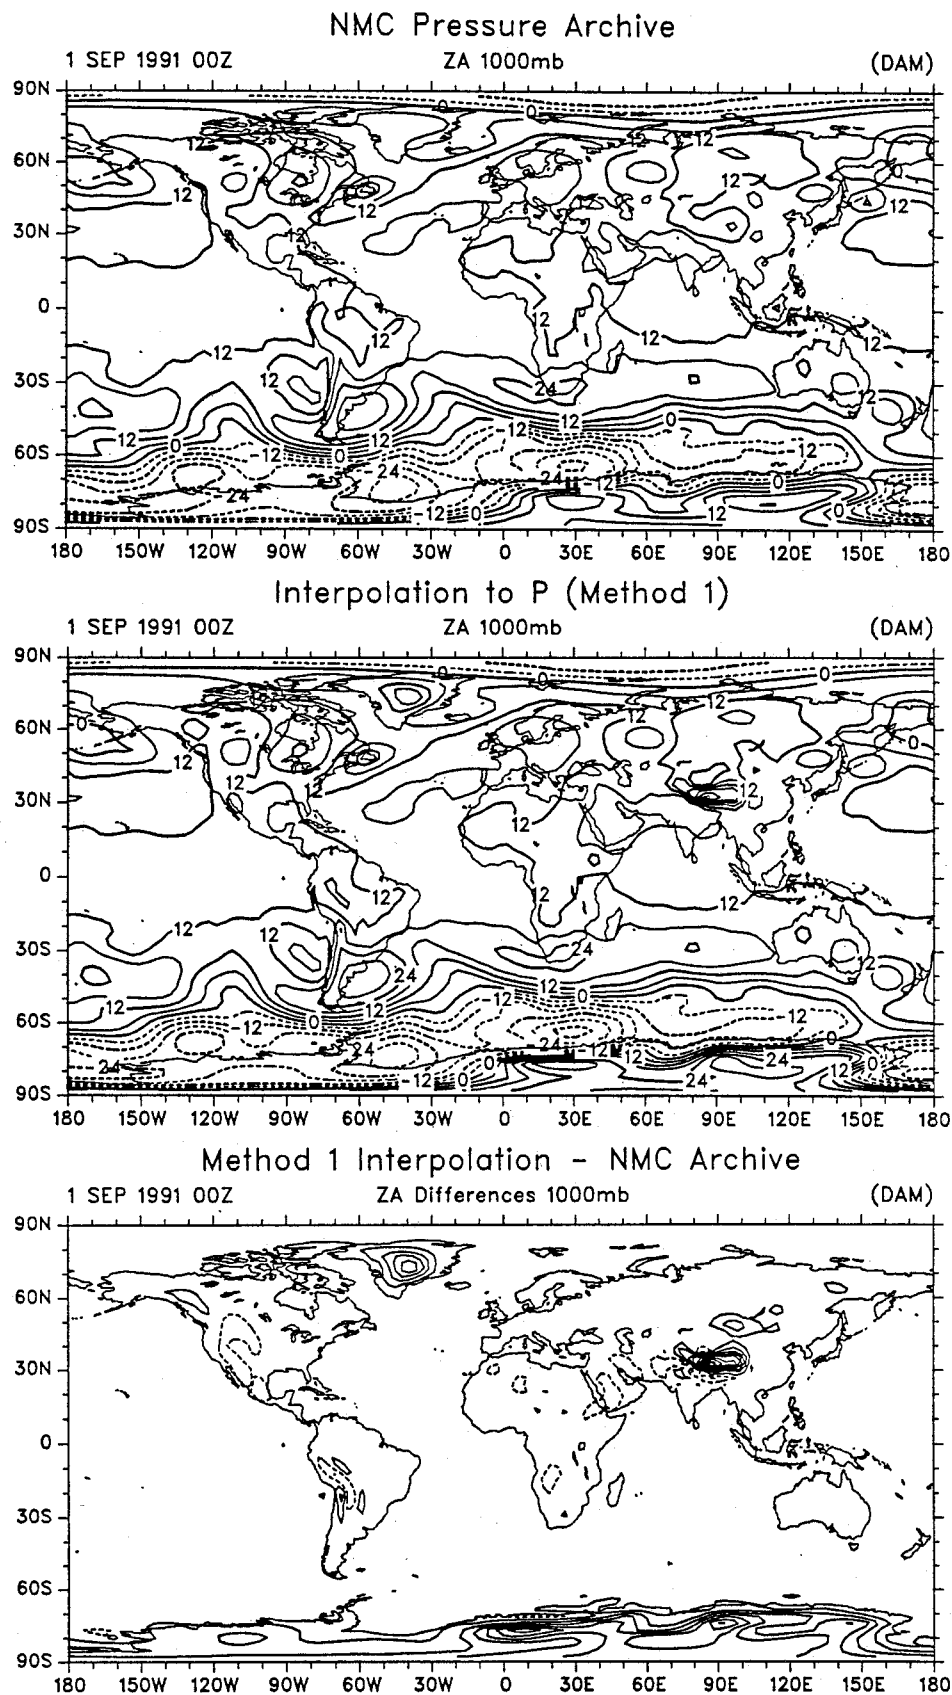 NMC Pressure Archive
1 SEP 1991 00Z ZA 1000mb (DAM)
90N
60N
30N
0
30S
60S
90S
180 150W 120W 90W 60W 30W 0 30E 60E 90E 120E 150E 180
Interpolation to P (Method 1)
1 SEP 1991 00Z ZA 1000mb (DAM)
90N
60N
30N
0
30S
60S
90S
180 150W 120W 90W 60W 30W 0 30E 60E 90E 120E 150E 180
Method 1 Interpolation - NMC Archive
1 SEP 1991 00Z ZA Differences 1000mb (DAM)
90N
60N
30N
0
30S
60S
90S
180 150W 120W 90W 60W 30W 0 30E 60E 90E 120E 150E 180